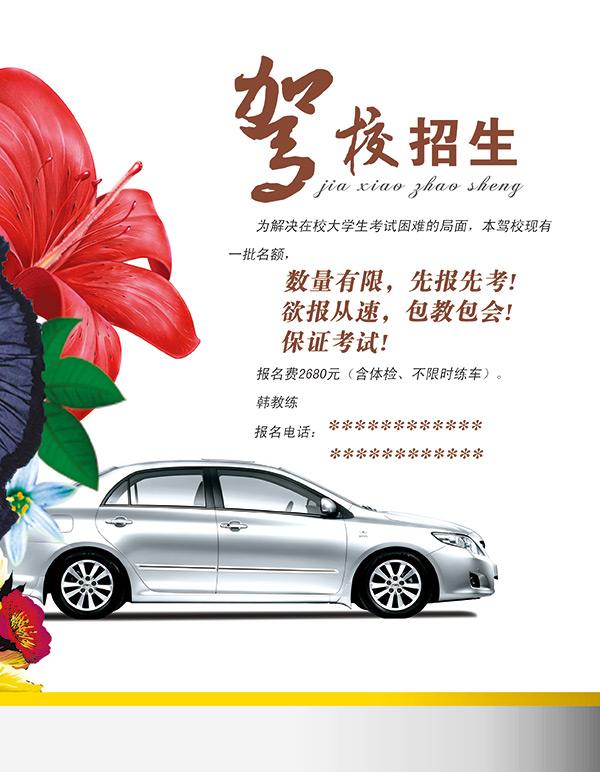 驾校招生
jia xiao zhao sheng
为解决在校大学生考试困难的局面，本驾校现有
一批名额，
数量有限，先报先考！
欲报从速，包教包会！
保证考试！
报名费2680元（含体检、不限时练车）。
韩教练
报名电话：************
************